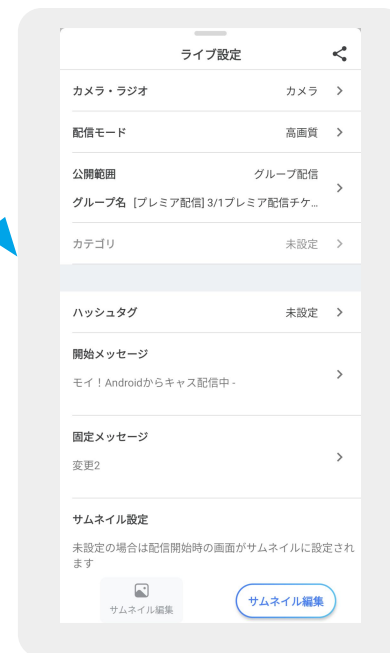 ライブ設定
カメラ・ラジオ カメラ
配信モード 高画質
公開範囲 グループ配信
グループ名 [プレミア配信] 3/1プレミア配信チケ...
カテゴリ 未設定
ハッシュタグ 未設定
開始メッセージ
モイ！Androidからキャス配信中 -
固定メッセージ
変更2
サムネイル設定
未設定の場合は配信開始時の画面がサムネイルに設定され
ます
サムネイル編集 サムネイル編集